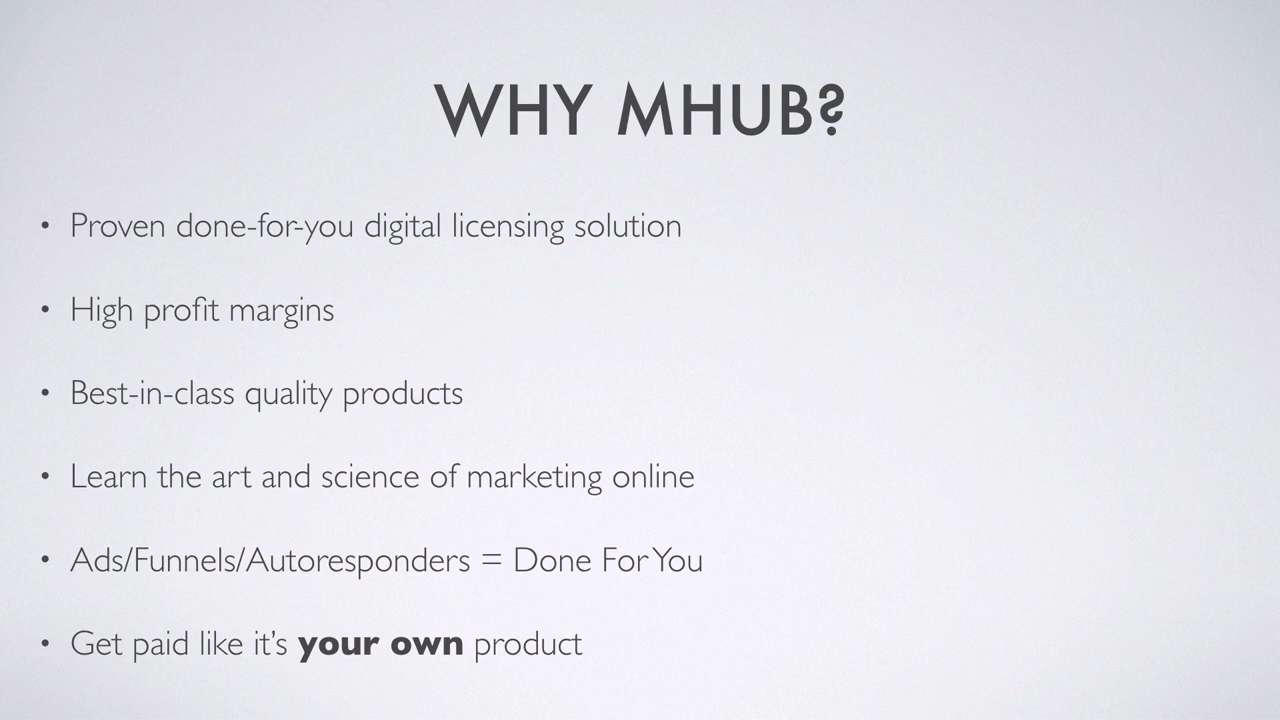 WHY MHUB?
• Proven done-for-you digital licensing solution
• High profit margins
• Best-in-class quality products
• Learn the art and science of marketing online
• Ads/Funnels/Autoresponders = Done For You
• Get paid like it’s your own product